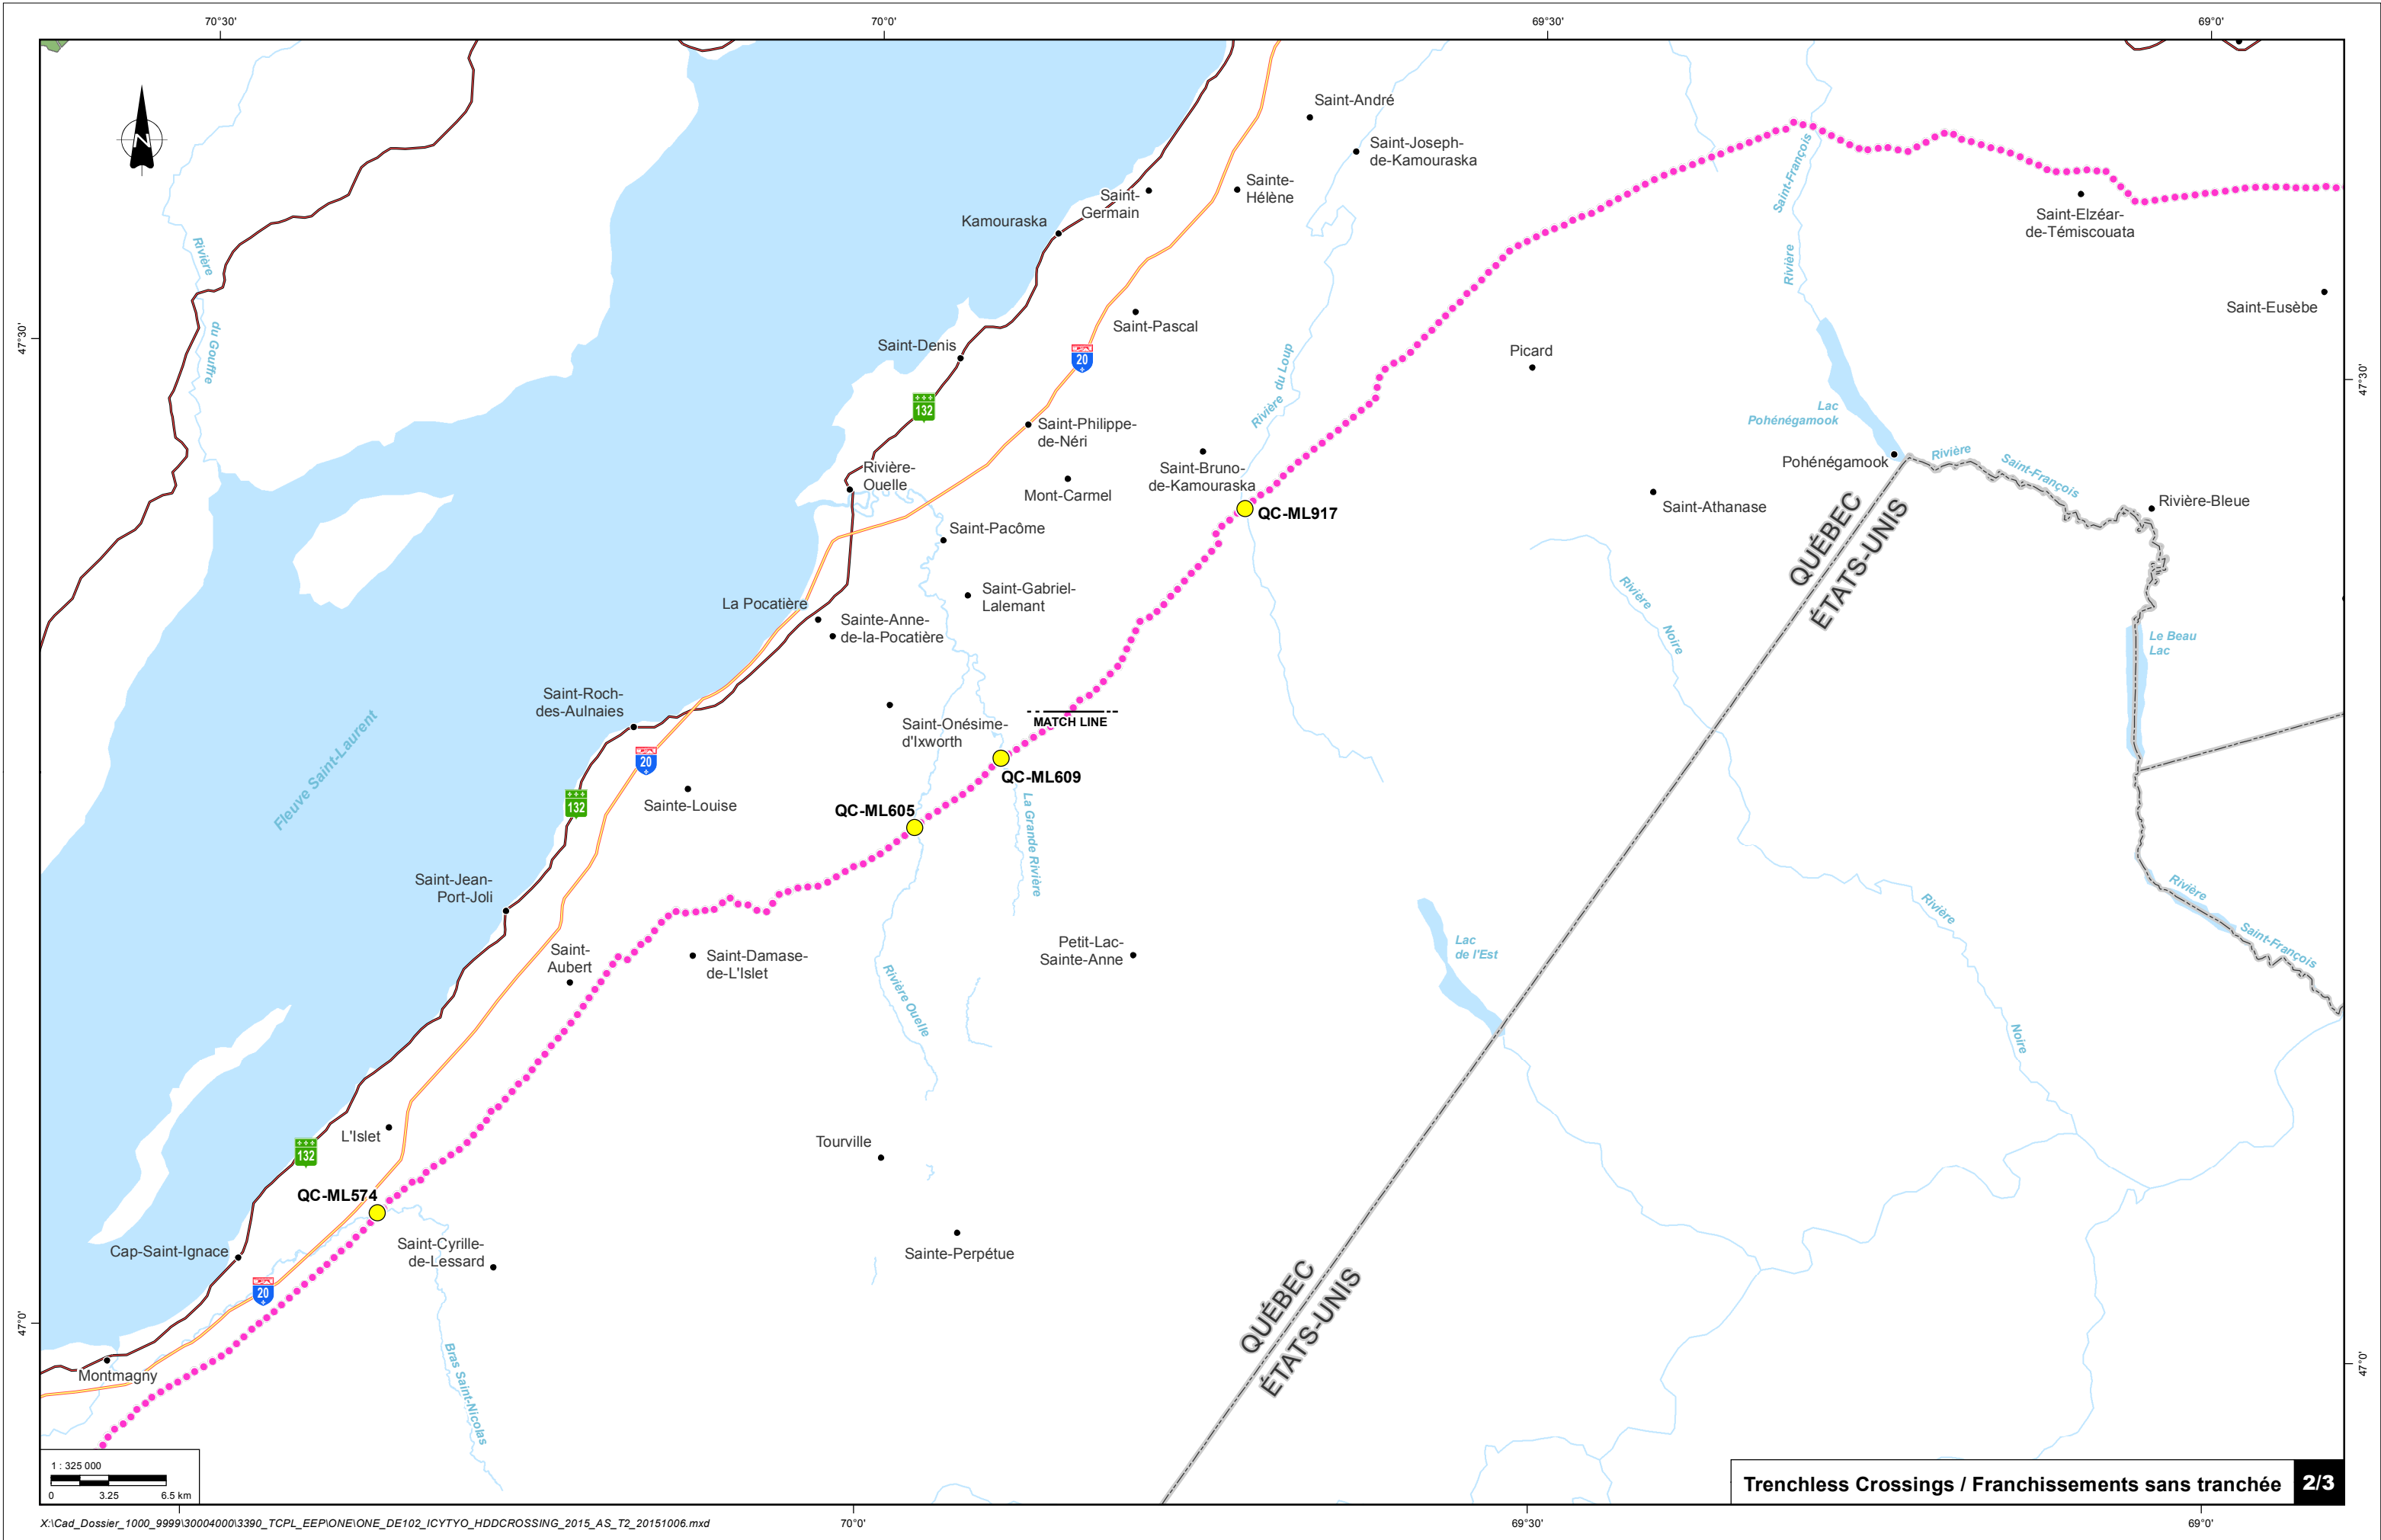 70°30'
70°0'
69°30'
69°0'
N
Saint-André
Saint-Joseph-
de-Kamouraska
Sainte-
Hélène
Saint-
Germain
Kamouraska
Rivière
du Gouffre
Saint-François
Rivière
Saint-Elzéar-
de-Témiscouata
Saint-Eusèbe
Saint-Pascal
47°30'
47°30'
Saint-Denis
20
132
Picard
Rivière du Loup
Lac
Pohénégamook
Saint-Philippe-
de-Néri
Rivière-
Ouelle
Saint-Bruno-
de-Kamouraska
Mont-Carmel
Pohénégamook
Rivière
Saint-François
Rivière-Bleue
QC-ML917
Saint-Athanase
QUÉBEC
ÉTATS-UNIS
Saint-Pacôme
Saint-Gabriel-
Lalemant
La Pocatière
Sainte-Anne-
de-la-Pocatière
Rivière
Noire
Le Beau
Lac
Saint-Roch-
des-Aulnaies
Saint-Onésime-
d'Ixworth
MATCH LINE
Fleuve Saint-Laurent
20
132
QC-ML609
Sainte-Louise
QC-ML605
La Grande Rivière
Saint-Jean-
Port-Joli
Rivière
Saint-François
Rivière
Noire
Saint-
Aubert
Saint-Damase-
de-L'Islet
Petit-Lac-
Sainte-Anne
Lac
de l'Est
Rivière Ouelle
L'Islet
132
Tourville
QC-ML574
Cap-Saint-Ignace
Saint-Cyrille-
de-Lessard
Sainte-Perpétue
20
QUÉBEC
ÉTATS-UNIS
47°0'
47°0'
Montmagny
Bras Saint-Nicolas
1 : 325 000
0 3.25 6.5 km
Trenchless Crossings / Franchissements sans tranchée 2/3
X:\Cad_Dossier_1000_9999\30004000\3390_TCPL_EEP\ONE\ONE_DE102_ICYTYO_HDDCROSSING_2015_AS_T2_20151006.mxd
70°0'
69°30'
69°0'